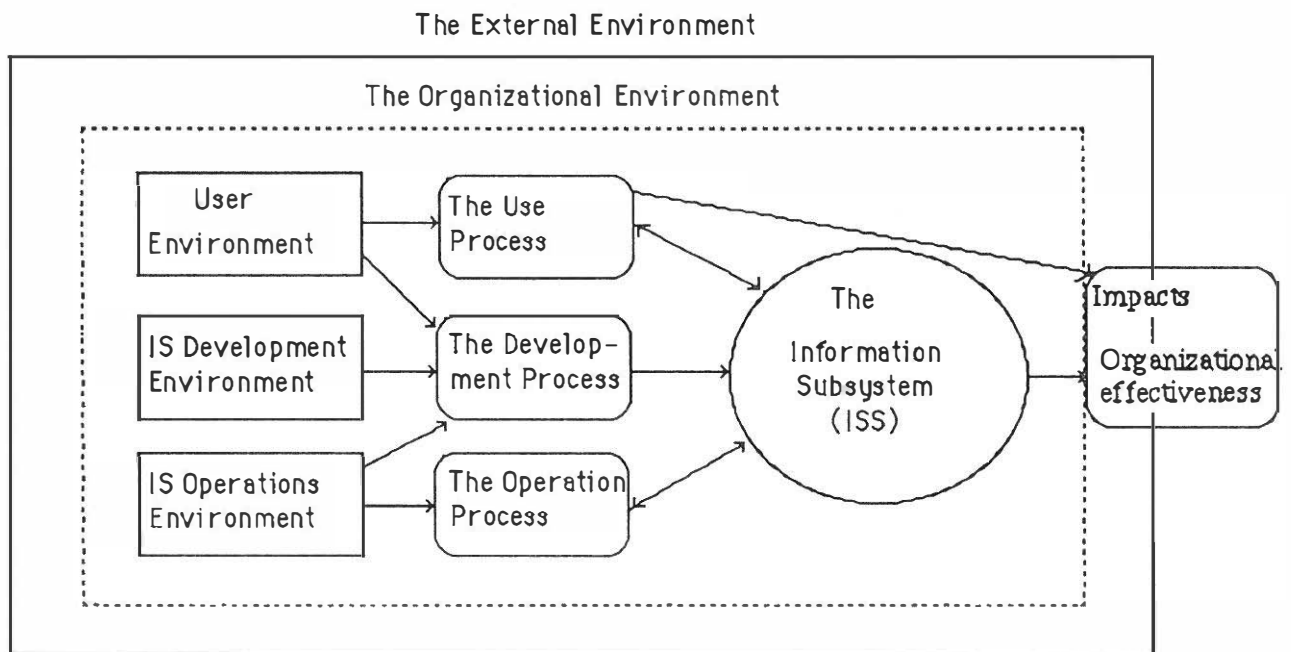 The External Environment
The Organizational Environment
User
Environment
The Use
Process
IS Development
Environment
The Develop-
ment Process
IS Operations
Environment
The Operation
Process
The
Information
Subsystem
(ISS)
Impacts
Organizational
effectiveness